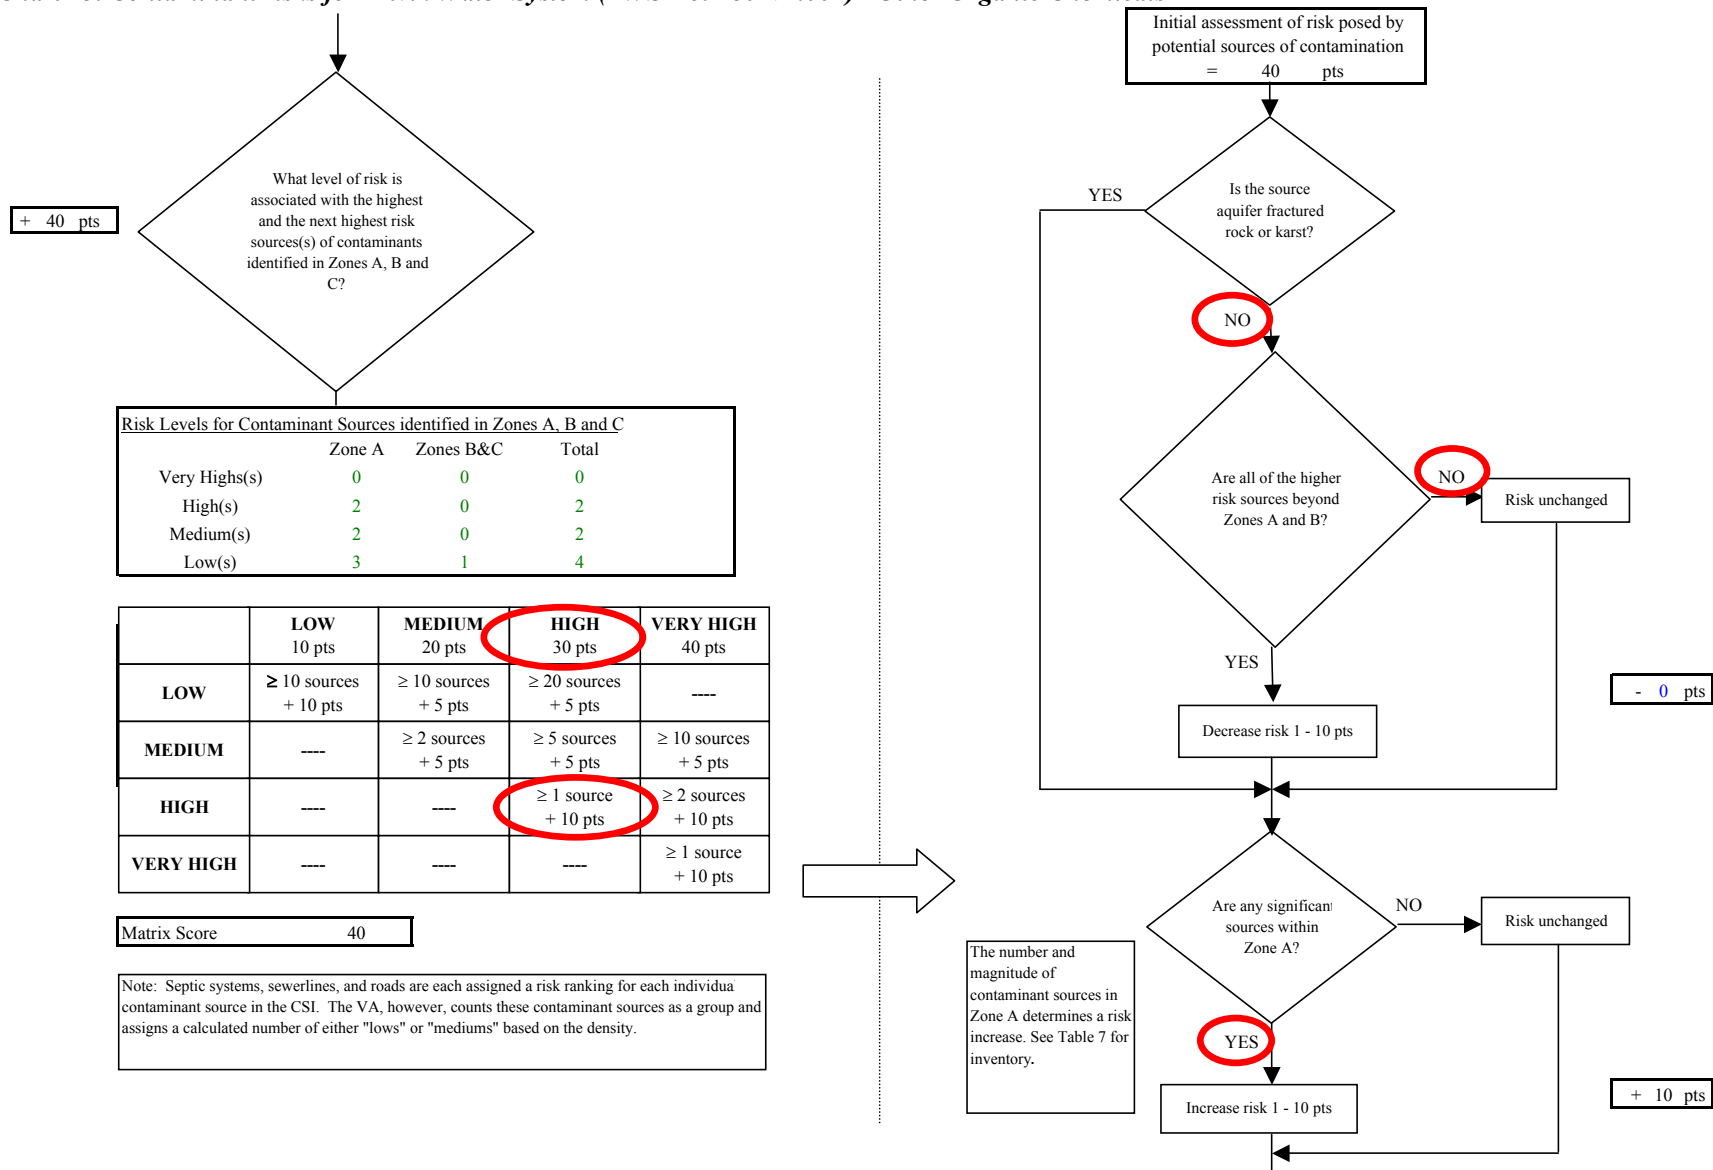 Initial assessment of risk posed by
potential sources of contamination
= 40 pts
What level of risk is
associated with the highest
and the next highest risk
sources(s) of contaminants
identified in Zones A, B and
C?
+ 40 pts
Risk Levels for Contaminant Sources identified in Zones A, B and C
Zone A Zones B&C Total
Very Highs(s) 0 0 0
High(s) 2 0 2
Medium(s) 2 0 2
Low(s) 3 1 4
LOW MEDIUM HIGH VERY HIGH
10 pts 20 pts 30 pts 40 pts
LOW ≥ 10 sources ≥ 10 sources ≥ 20 sources ----
+ 10 pts + 5 pts + 5 pts
MEDIUM ---- ≥ 2 sources ≥ 5 sources ≥ 10 sources
+ 5 pts + 5 pts + 5 pts
HIGH ---- ---- ≥ 1 source ≥ 2 sources
+ 10 pts + 10 pts
VERY HIGH ---- ---- ---- ≥ 1 source
+ 10 pts
Matrix Score 40
Note: Septic systems, sewerlines, and roads are each assigned a risk ranking for each individua
contaminant source in the CSI. The VA, however, counts these contaminant sources as a group and
assigns a calculated number of either "lows" or "mediums" based on the density.
Is the source
aquifer fractured
rock or karst?
YES
NO
Are all of the higher
risk sources beyond
Zones A and B?
NO
Risk unchanged
YES
- 0 pts
Decrease risk 1 - 10 pts
Are any significant
sources within
Zone A?
NO
Risk unchanged
The number and
magnitude of
contaminant sources in
Zone A determines a risk
increase. See Table 7 for
inventory.
YES
+ 10 pts
Increase risk 1 - 10 pts